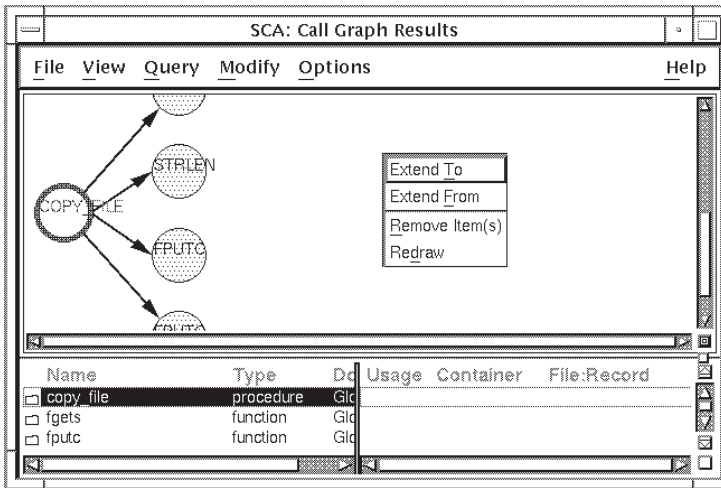 SCA: Call Graph Results
File View Query Modify Options Help
STRLEN
COPY_FILE
FPUTC
Extend To
Extend From
Remove Item(s)
Redraw
Name Type Usage Container File:Record
copy_file procedure
fgets function
fputc function